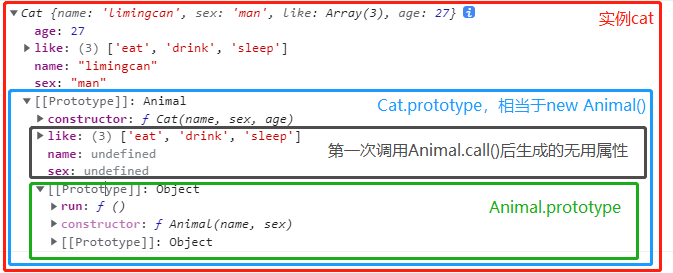 Cat {name: 'limingcan', sex: 'man', like: Array(3), age: 27} i
实例cat
age: 27
like: (3) ['eat', 'drink', 'sleep']
name: "limingcan"
sex: "man"
[[Prototype]]: Animal
Cat.prototype，相当于new Animal()
constructor: ƒ Cat(name, sex, age)
like: (3) ['eat', 'drink', 'sleep']
name: undefined
sex: undefined
第一次调用Animal.call()后生成的无用属性
[[Prototype]]: Object
run: ƒ ()
constructor: ƒ Animal(name, sex)
[[Prototype]]: Object
Animal.prototype